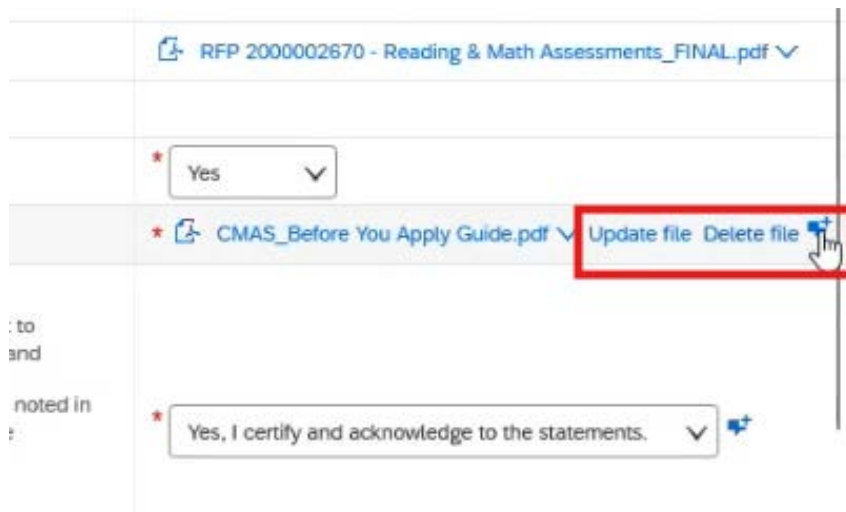 RFP 2000002670 - Reading & Math Assessments_FINAL.pdf
* Yes
* CMAS_Before You Apply Guide.pdf Update file Delete file
to
and
noted in
* Yes, I certify and acknowledge to the statements.